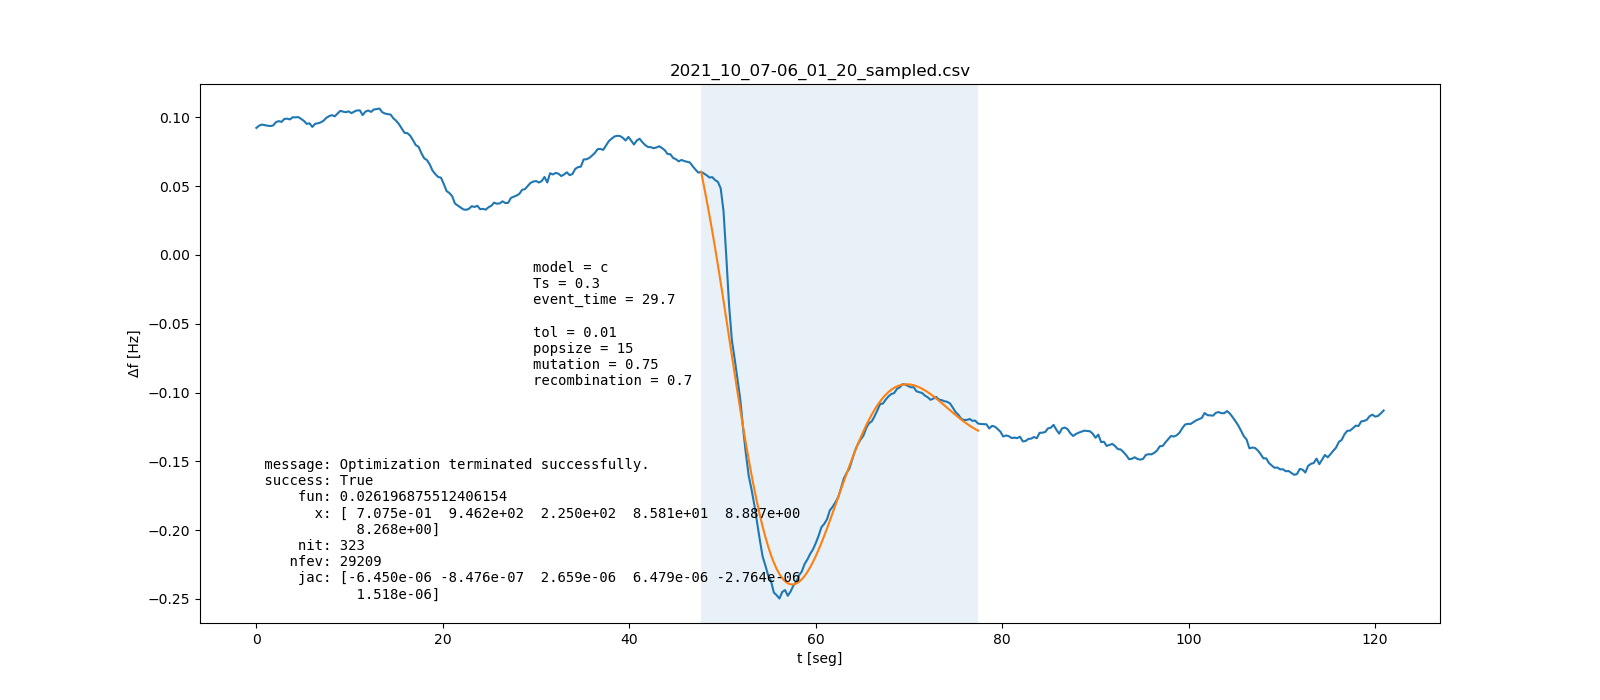 2021_10_07-06_01_20_sampled.csv
0.10
0.05
0.00
−0.05
−0.10
−0.15
−0.20
−0.25
Δf [Hz]
model = c
Ts = 0.3
event_time = 29.7
tol = 0.01
popsize = 15
mutation = 0.75
recombination = 0.7
message: Optimization terminated successfully.
success: True
fun: 0.026196875512406154
x: [ 7.075e-01 9.462e+02 2.250e+02 8.581e+01 8.887e+00
8.268e+00]
nit: 323
nfev: 29209
jac: [-6.450e-06 -8.476e-07 2.659e-06 6.479e-06 -2.764e-06
1.518e-06]
0 20 40 60 80 100 120
t [seg]